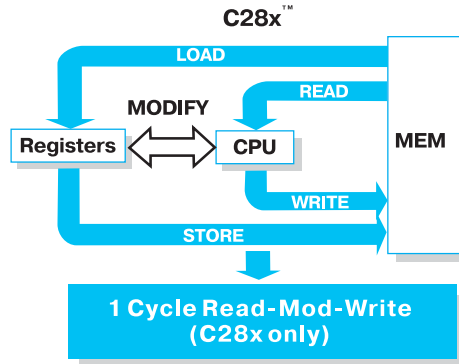 C28x™
LOAD
READ
MODIFY
Registers
CPU
MEM
WRITE
STORE
1 Cycle Read-Mod-Write
(C28x only)